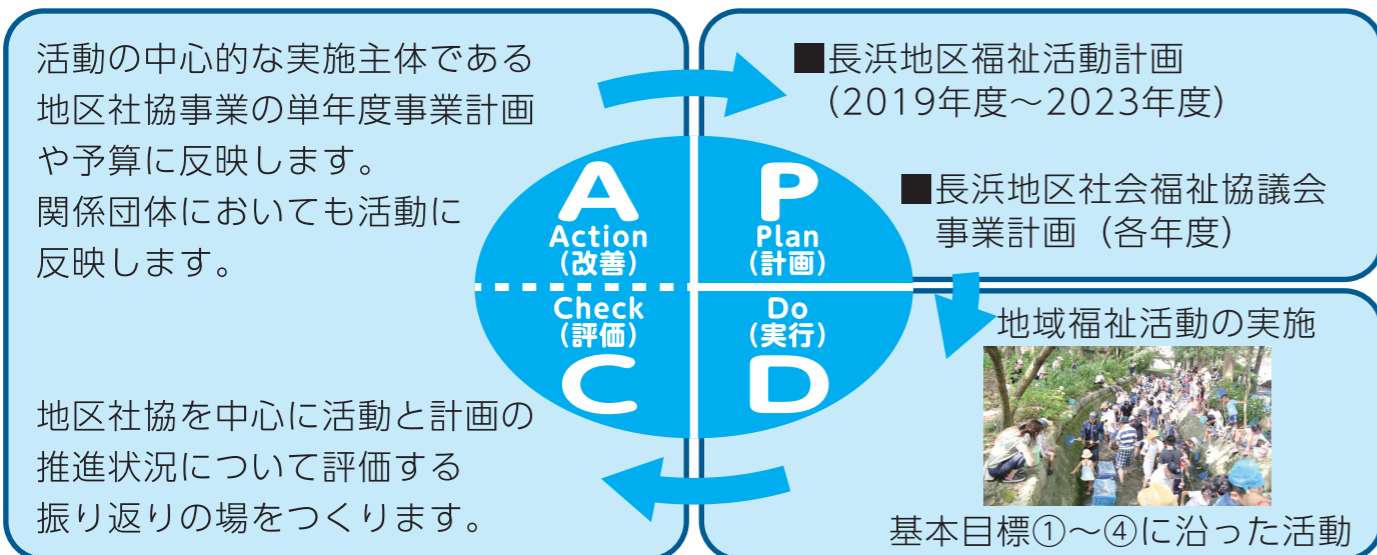 活動の中心的な実施主体である
地区社協事業の単年度事業計画
や予算に反映します。
関係団体においても活動に
反映します。
■長浜地区福祉活動計画
（2019年度～2023年度）
■長浜地区社会福祉協議会
事業計画（各年度）
A
Action
（改善）
P
Plan
（計画）
Check
（評価）
C
Do
（実行）
D
地域福祉活動の実施
基本目標①～④に沿った活動
地区社協を中心に活動と計画の
推進状況について評価する
振り返りの場をつくります。